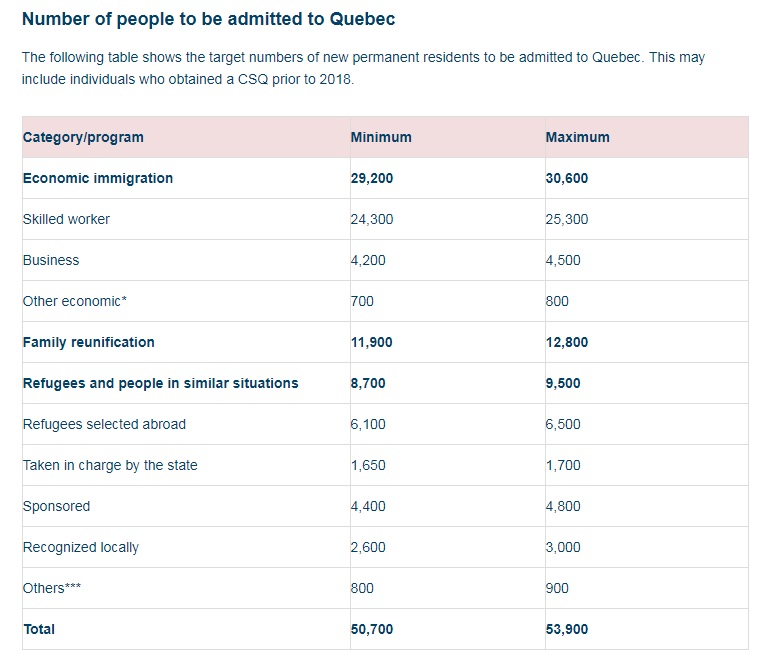 Number of people to be admitted to Quebec
The following table shows the target numbers of new permanent residents to be admitted to Quebec. This may
include individuals who obtained a CSQ prior to 2018.
Category/program Minimum Maximum
Economic immigration 29,200 30,600
Skilled worker 24,300 25,300
Business 4,200 4,500
Other economic* 700 800
Family reunification 11,900 12,800
Refugees and people in similar situations 8,700 9,500
Refugees selected abroad 6,100 6,500
Taken in charge by the state 1,650 1,700
Sponsored 4,400 4,800
Recognized locally 2,600 3,000
Others*** 800 900
Total 50,700 53,900